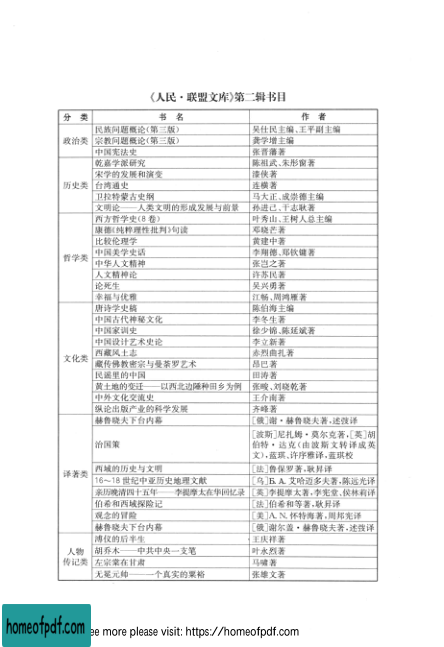 《人民·联盟文库》第二辑书目
分 类 书 名 作 者
政治类 民族问题概论(第三版) 吴仕民主编、王平副主编
宗教问题概论(第三版) 龚学增主编
中国宪法史 张晋藩著
历史类 乾嘉学派研究 陈祖武、朱彤窗著
宋学的发展和演变 漆侠著
台湾通史 连横著
卫拉特蒙古史纲 马大正、成崇德主编
文明论——人类文明的形成发展与前景 孙进己、干志耿著
哲学类 西方哲学史(8卷) 叶秀山、王树人总主编
康德《纯粹理性批判》句读 邓晓芒著
比较伦理学 黄建中著
中国美学史话 李翔德、郑钦镛著
中华人文精神 张岂之著
人文精神论 许苏民著
论死生 吴兴勇著
幸福与优雅 江畅、周鸿雁著
文化类 唐诗学史稿 陈伯海主编
中国古代神秘文化 李冬生著
中国家训史 徐少锦、陈延斌著
中国设计艺术史论 李立新著
西藏风土志 赤烈曲扎著
藏传佛教密宗与曼荼罗艺术 昂巴著
民谣里的中国 田涛著
黄土地的变迁——以西北边陲种田乡为例 张畯、刘晓乾著
中外文化交流史 王介南著
纵论出版产业的科学发展 齐峰著
译著类 赫鲁晓夫下台内幕 [俄]谢·赫鲁晓夫著,述弢译
治国策 [波斯]尼扎姆·莫尔克著,[英]胡
伯特·达克(由波斯文转译成英
文),蓝琪、许序雅译,蓝琪校
西域的历史与文明 [法]鲁保罗著,耿昇译
16～18世纪中亚历史地理文献 [乌]Б.А.艾哈迈多夫著,陈远光译
亲历晚清四十五年——李提摩太在华回忆录 [英]李提摩太著,李宪堂、侯林莉译
伯希和西域探险记 [法]伯希和等著,耿昇译
观念的冒险 [美]A.N.怀特海著,周邦宪译
赫鲁晓夫下台内幕 [俄]谢尔盖·赫鲁晓夫著,述弢译
人物
传记类 溥仪的后半生 王庆祥著
胡乔木——中共中央一支笔 叶永烈著
左宗棠在甘肃 马啸著
无冕元帅——一个真实的粟裕 张雄文著
homeofpdf.com
ee more please visit: https://homeofpdf.com